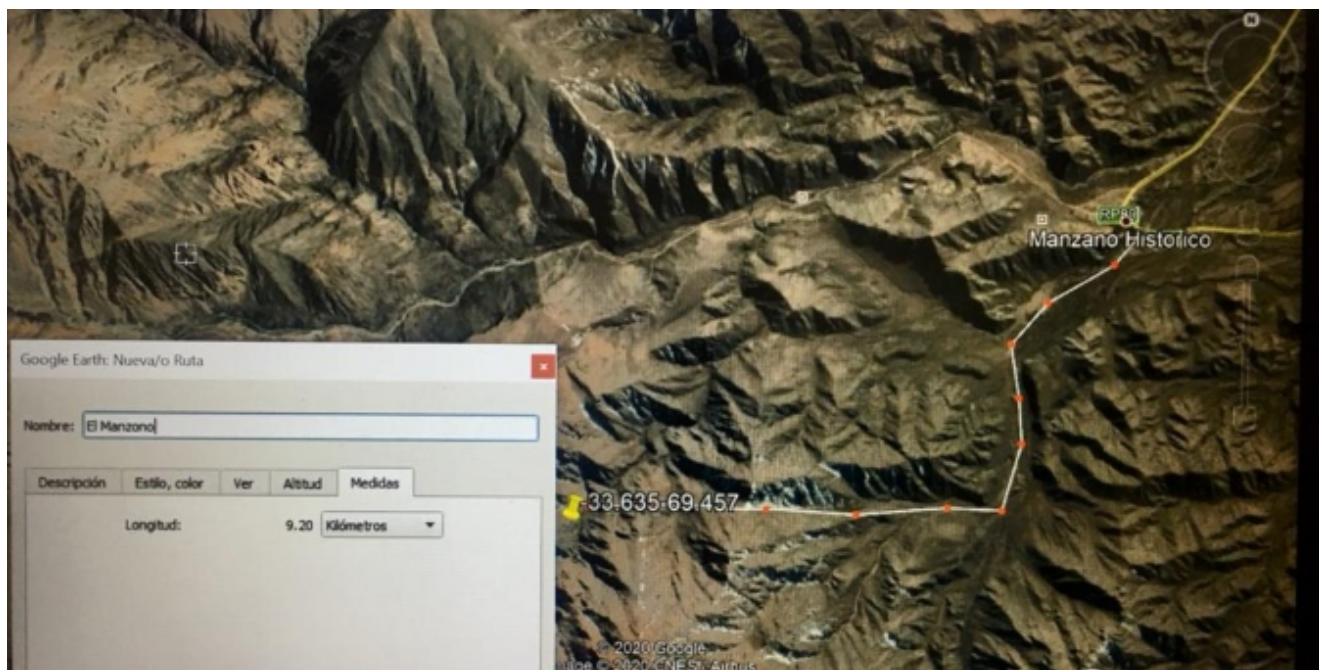 N
RP89
Manzano Historico
Google Earth: Nueva/o Ruta
x
Nombre: El Manzono
Descripción Estilo, color Ver Altitud Medidas
Longitud: 9.20 Kilómetros
-33.635-69.457
© 2020 Google
© 2020 CNES / Airbus